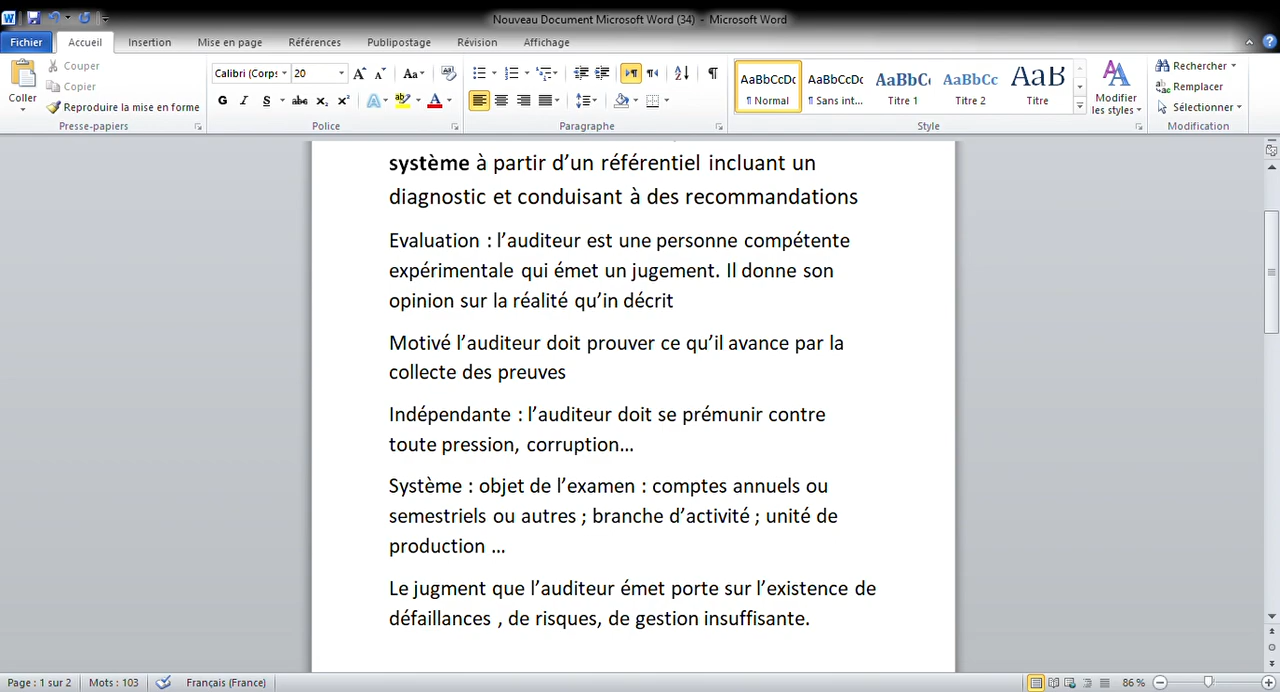 Nouveau Document Microsoft Word (34) - Microsoft Word
Fichier Accueil Insertion Mise en page Références Publipostage Révision Affichage
Coller
Couper
Copier
Reproduire la mise en forme
Presse-papiers
Calibri (Corps 20
G I S abc X₂ X²
Police
Paragraphe
AaBbCcDc AaBbCcDc AaBbC AaBbCc AaB
¶ Normal ¶ Sans int... Titre 1 Titre 2 Titre
Style
Modifier
les styles
Rechercher
Remplacer
Sélectionner
Modification
système à partir d’un référentiel incluant un
diagnostic et conduisant à des recommandations
Evaluation : l’auditeur est une personne compétente
expérimentale qui émet un jugement. Il donne son
opinion sur la réalité qu’in décrit
Motivé l’auditeur doit prouver ce qu’il avance par la
collecte des preuves
Indépendante : l’auditeur doit se prémunir contre
toute pression, corruption…
Système : objet de l’examen : comptes annuels ou
semestriels ou autres ; branche d’activité ; unité de
production …
Le jugment que l’auditeur émet porte sur l’existence de
défaillances , de risques, de gestion insuffisante.
Page : 1 sur 2 Mots : 103 Français (France) 86 %